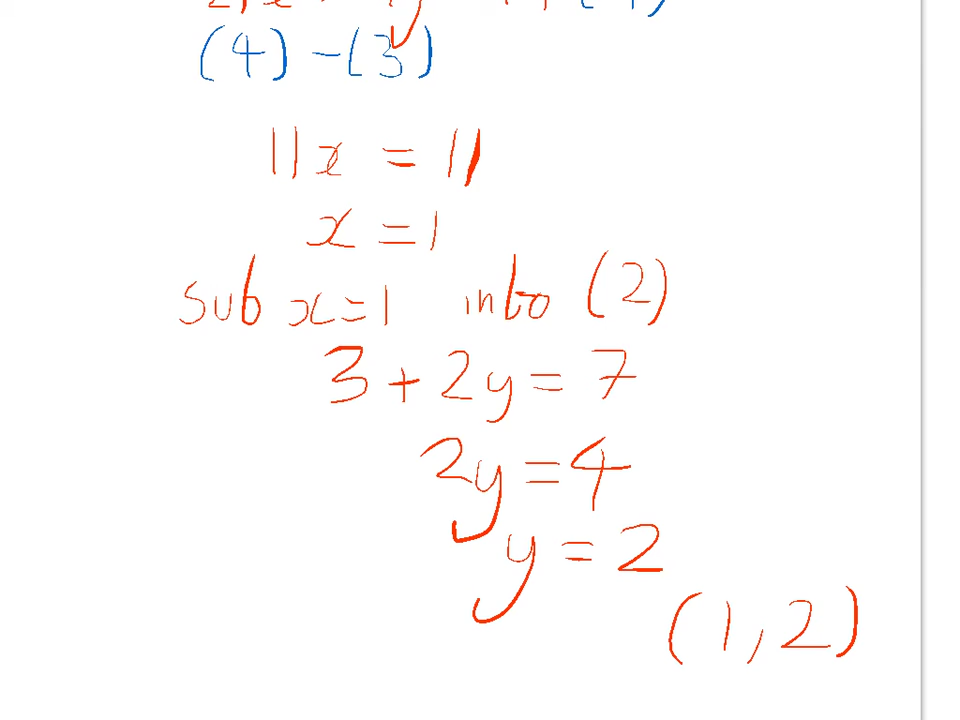 (4) - (3)
11x = 11
x = 1
sub x = 1 into (2)
3 + 2y = 7
2y = 4
y = 2
(1, 2)